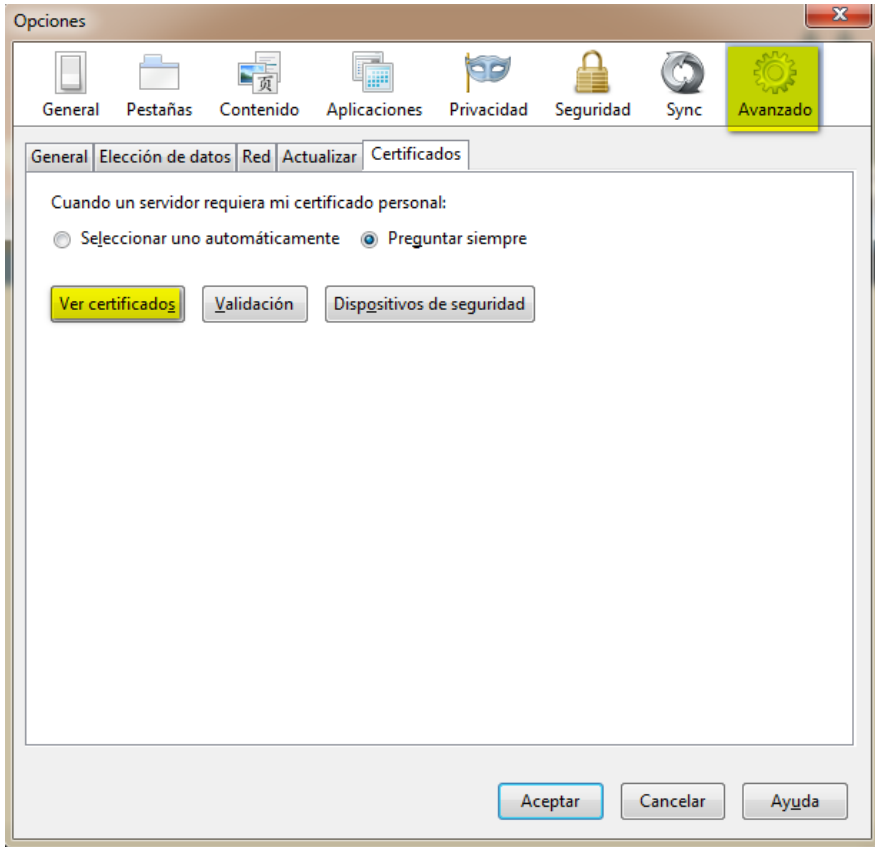 Opciones
x
页
General Pestañas Contenido Aplicaciones Privacidad Seguridad Sync Avanzado
General Elección de datos Red Actualizar Certificados
Cuando un servidor requiera mi certificado personal:
Seleccionar uno automáticamente Preguntar siempre
Ver certificados Validación Dispositivos de seguridad
Aceptar Cancelar Ayuda